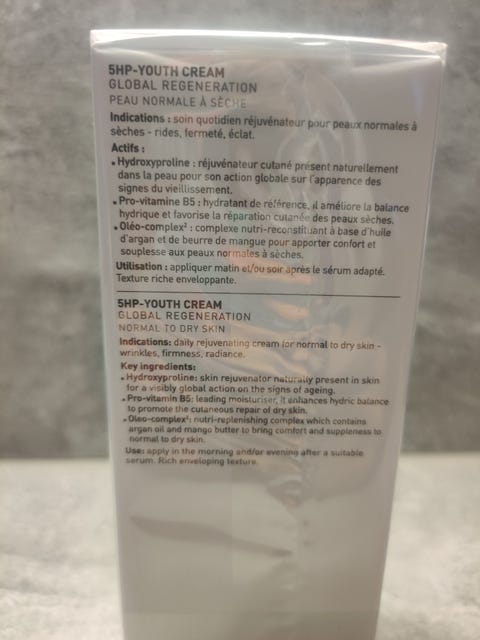 5HP-YOUTH CREAM
GLOBAL REGENERATION
PEAU NORMALE À SÈCHE
Indications : soin quotidien réjuvénateur pour peaux normales à
sèches - rides, fermeté, éclat.
Actifs :
• Hydroxyproline : réjuvénateur cutané présent naturellement
dans la peau pour son action globale sur l'apparence des
signes du vieillissement.
• Pro-vitamine B5 : hydratant de référence, il améliore la balance
hydrique et favorise la réparation cutanée des peaux sèches.
• Oléo-complex² : complexe nutri-reconstituant à base d'huile
d'argan et de beurre de mangue pour apporter confort et
souplesse aux peaux normales à sèches.
Utilisation : appliquer matin et/ou soir après le sérum adapté.
Texture riche enveloppante.
5HP-YOUTH CREAM
GLOBAL REGENERATION
NORMAL TO DRY SKIN
Indications: daily rejuvenating cream for normal to dry skin -
wrinkles, firmness, radiance.
Key ingredients:
• Hydroxyproline: skin rejuvenator naturally present in skin
for a visibly global action on the signs of ageing.
• Pro-vitamin B5: leading moisturiser, it enhances hydric balance
to promote the cutaneous repair of dry skin.
• Oleo-complex²: nutri-replenishing complex which contains
argan oil and mango butter to bring comfort and suppleness to
normal to dry skin.
Use: apply in the morning and/or evening after a suitable
serum. Rich enveloping texture.